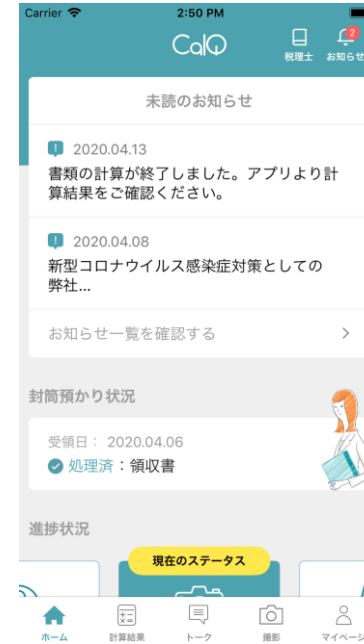 Carrier 2:50 PM
CalQ
税理士 お知らせ
2
未読のお知らせ
2020.04.13
書類の計算が終了しました。アプリより計
算結果をご確認ください。
2020.04.08
新型コロナウイルス感染症対策としての
弊社...
お知らせ一覧を確認する
封筒預かり状況
受領日： 2020.04.06
処理済：領収書
進捗状況
現在のステータス
ホーム 計算結果 トーク 撮影 マイページ